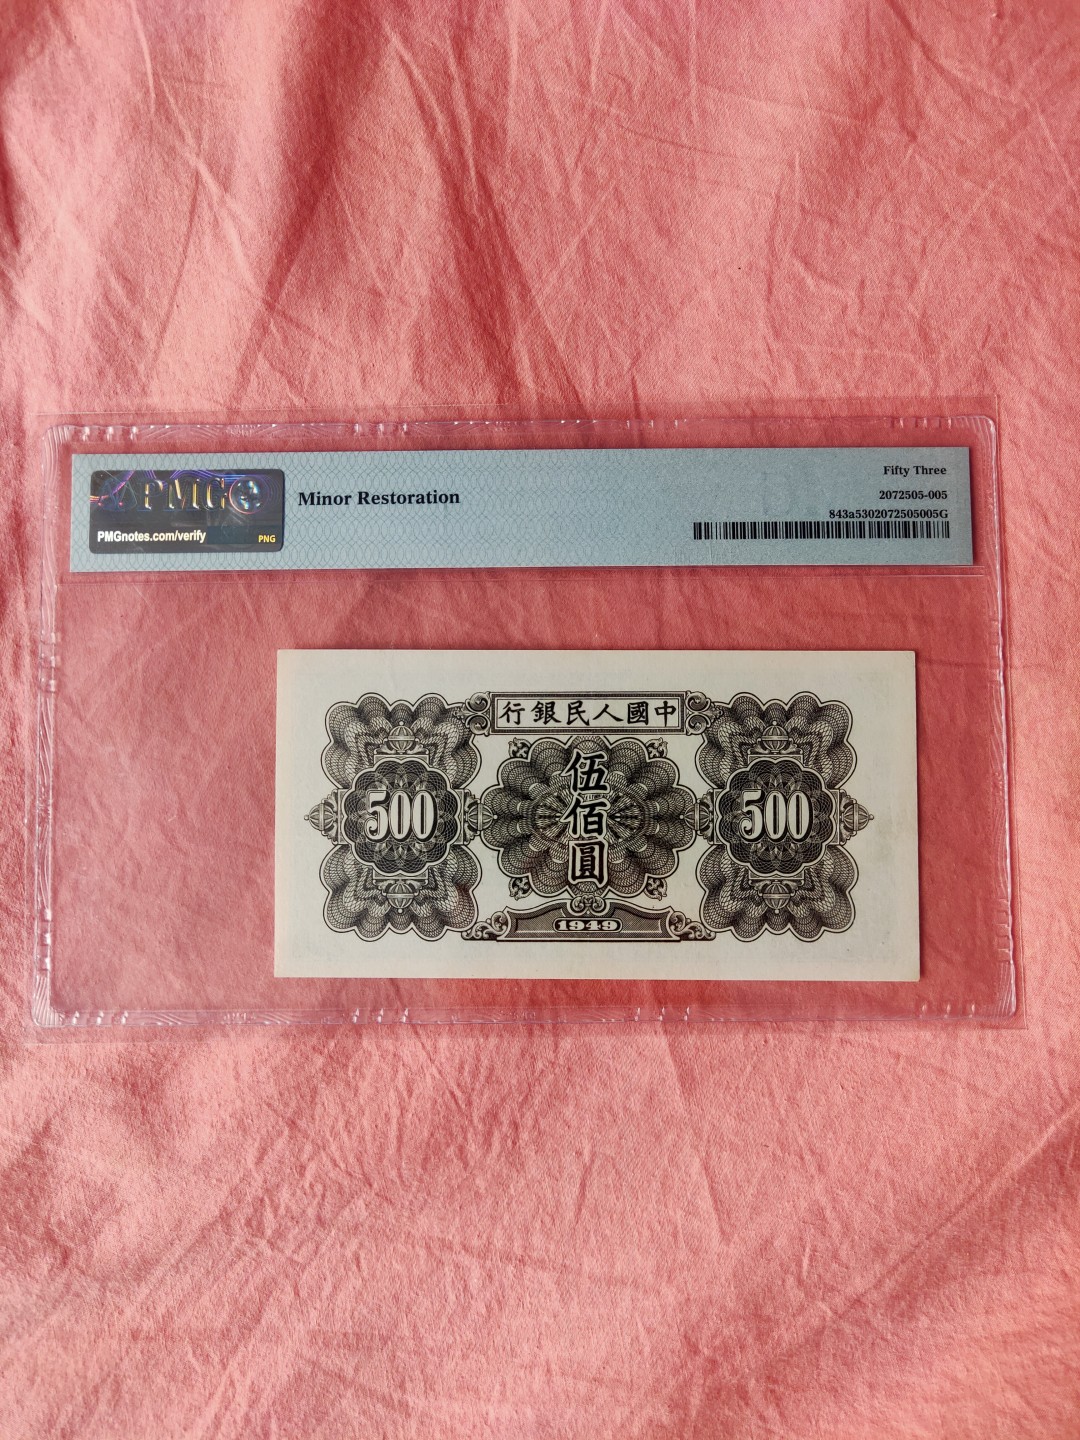 PMG
PMGnotes.com/verify
PNG
Minor Restoration
Fifty Three
2072505-005
843a5302072505005G
行銀民人國中
500
伍佰圓
500
1949